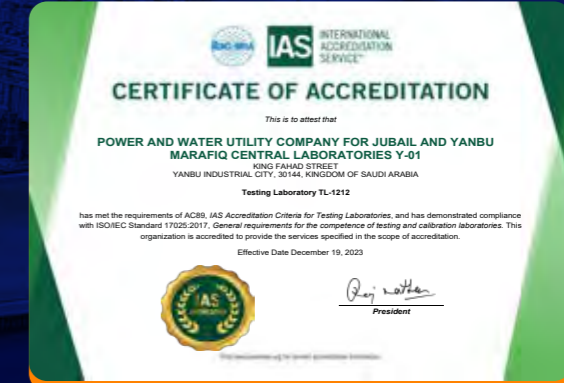 IAS INTERNATIONAL
ACCREDITATION
SERVICE
CERTIFICATE OF ACCREDITATION
This is to attest that
POWER AND WATER UTILITY COMPANY FOR JUBAIL AND YANBU
MARAFIQ CENTRAL LABORATORIES Y-01
KING FAHAD STREET
YANBU INDUSTRIAL CITY, 30144, KINGDOM OF SAUDI ARABIA
Testing Laboratory TL-1212
has met the requirements of AC89, IAS Accreditation Criteria for Testing Laboratories, and has demonstrated compliance
with ISO/IEC Standard 17025:2017, General requirements for the competence of testing and calibration laboratories. This
organization is accredited to provide the services specified in the scope of accreditation.
Effective Date December 19, 2023
IAS
President